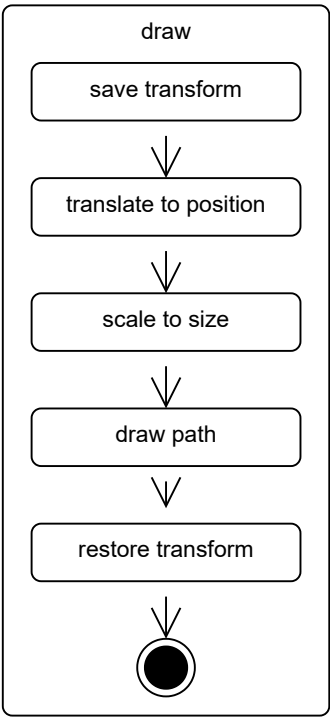 draw
save transform
translate to position
scale to size
draw path
restore transform